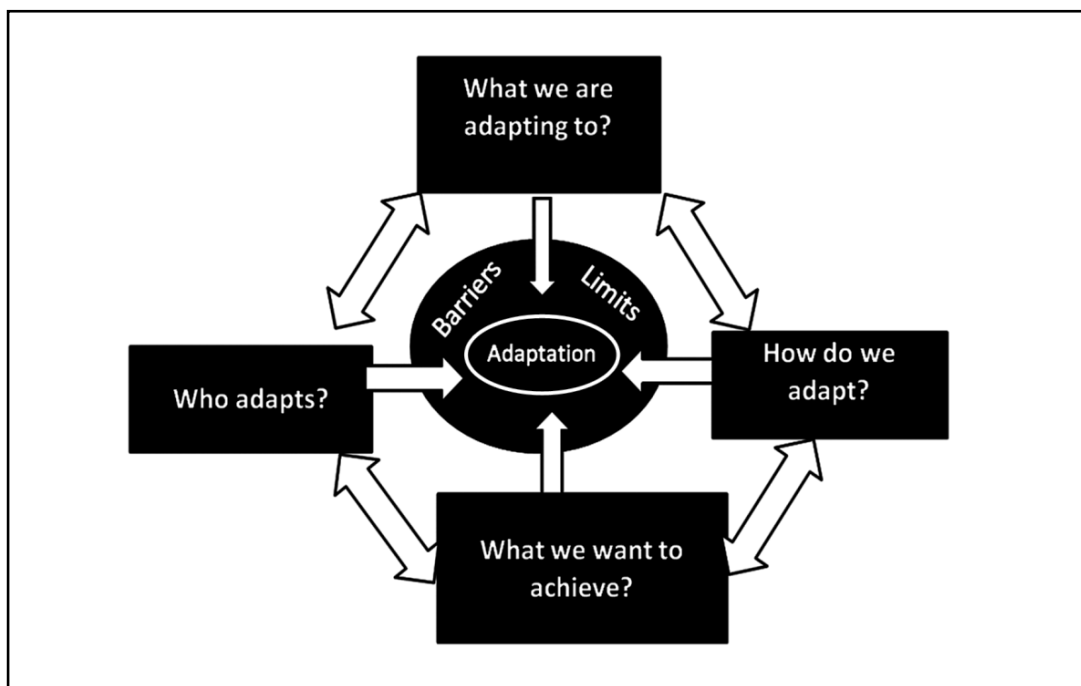 What we are
adapting to?
Barriers
Limits
Adaptation
Who adapts?
How do we
adapt?
What we want to
achieve?